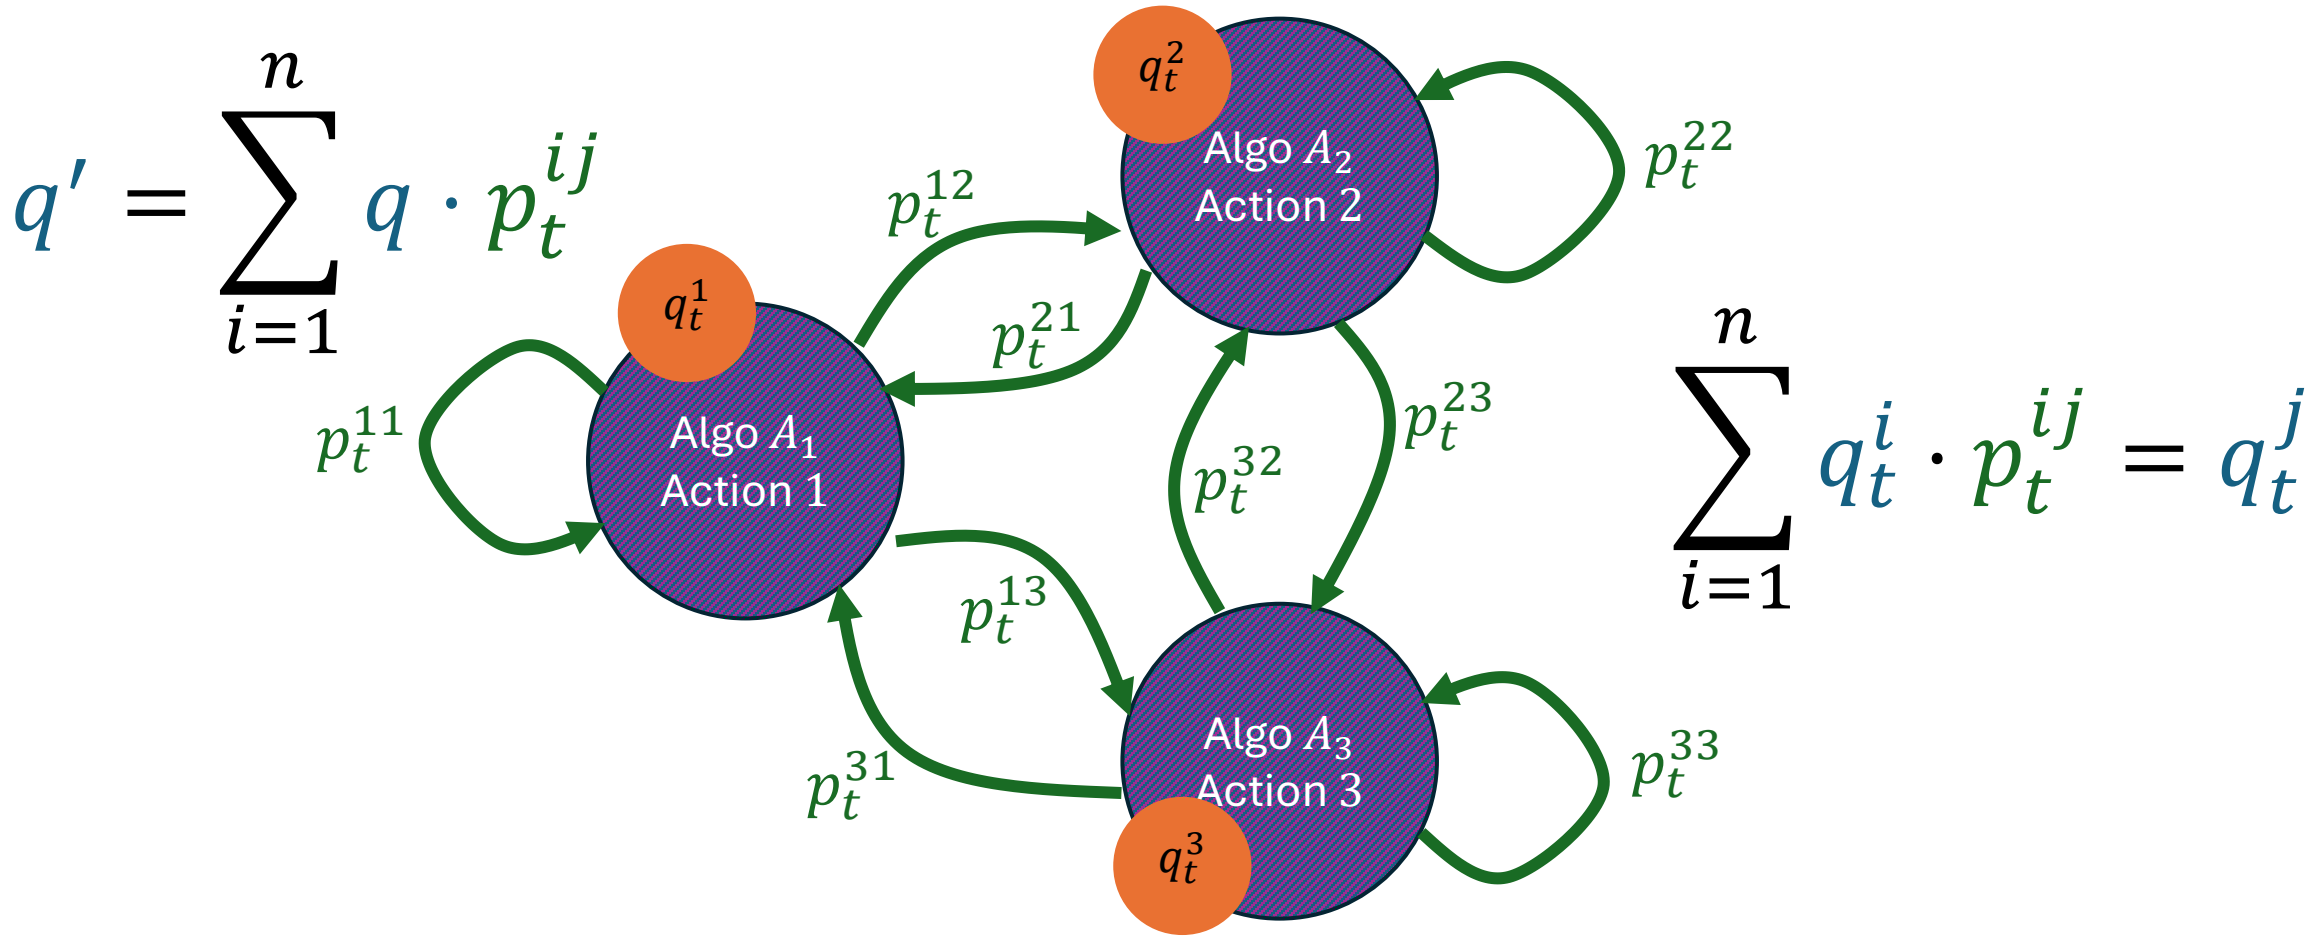 q′ = ∑_{i=1}^{n} q · p_t^{ij}
q_t^2
Algo A_2
Action 2
p_t^{22}
p_t^{12}
q_t^1
p_t^{21}
p_t^{11}
Algo A_1
Action 1
p_t^{23}
p_t^{32}
∑_{i=1}^{n} q_t^i · p_t^{ij} = q_t^j
p_t^{13}
p_t^{31}
Algo A_3
Action 3
p_t^{33}
q_t^3